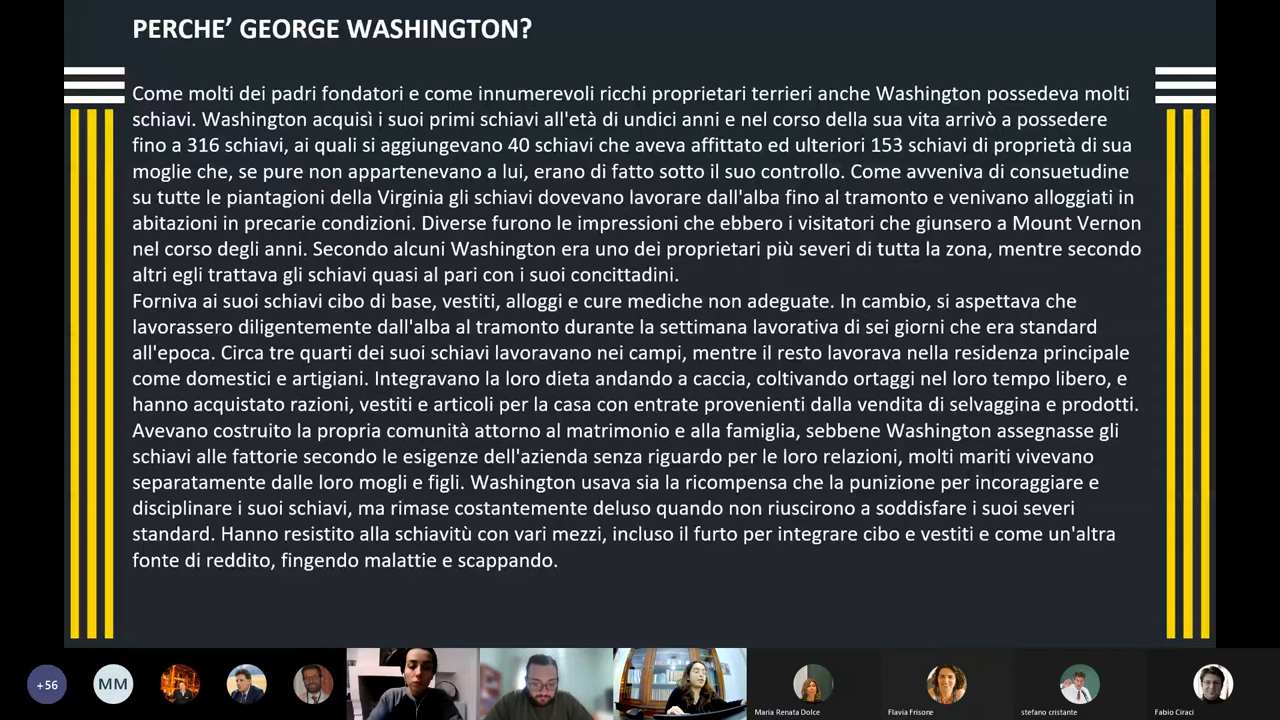 PERCHE’ GEORGE WASHINGTON?
Come molti dei padri fondatori e come innumerevoli ricchi proprietari terrieri anche Washington possedeva molti
schiavi. Washington acquisì i suoi primi schiavi all'età di undici anni e nel corso della sua vita arrivò a possedere
fino a 316 schiavi, ai quali si aggiungevano 40 schiavi che aveva affittato ed ulteriori 153 schiavi di proprietà di sua
moglie che, se pure non appartenevano a lui, erano di fatto sotto il suo controllo. Come avveniva di consuetudine
su tutte le piantagioni della Virginia gli schiavi dovevano lavorare dall'alba fino al tramonto e venivano alloggiati in
abitazioni in precarie condizioni. Diverse furono le impressioni che ebbero i visitatori che giunsero a Mount Vernon
nel corso degli anni. Secondo alcuni Washington era uno dei proprietari più severi di tutta la zona, mentre secondo
altri egli trattava gli schiavi quasi al pari con i suoi concittadini.
Forniva ai suoi schiavi cibo di base, vestiti, alloggi e cure mediche non adeguate. In cambio, si aspettava che
lavorassero diligentemente dall'alba al tramonto durante la settimana lavorativa di sei giorni che era standard
all'epoca. Circa tre quarti dei suoi schiavi lavoravano nei campi, mentre il resto lavorava nella residenza principale
come domestici e artigiani. Integravano la loro dieta andando a caccia, coltivando ortaggi nel loro tempo libero, e
hanno acquistato razioni, vestiti e articoli per la casa con entrate provenienti dalla vendita di selvaggina e prodotti.
Avevano costruito la propria comunità attorno al matrimonio e alla famiglia, sebbene Washington assegnasse gli
schiavi alle fattorie secondo le esigenze dell'azienda senza riguardo per le loro relazioni, molti mariti vivevano
separatamente dalle loro mogli e figli. Washington usava sia la ricompensa che la punizione per incoraggiare e
disciplinare i suoi schiavi, ma rimase costantemente deluso quando non riuscirono a soddisfare i suoi severi
standard. Hanno resistito alla schiavitù con vari mezzi, incluso il furto per integrare cibo e vestiti e come un'altra
fonte di reddito, fingendo malattie e scappando.
+56
MM
Maria Renata Dolce
Flavia Frisone
stefano cristante
Fabio Ciracì